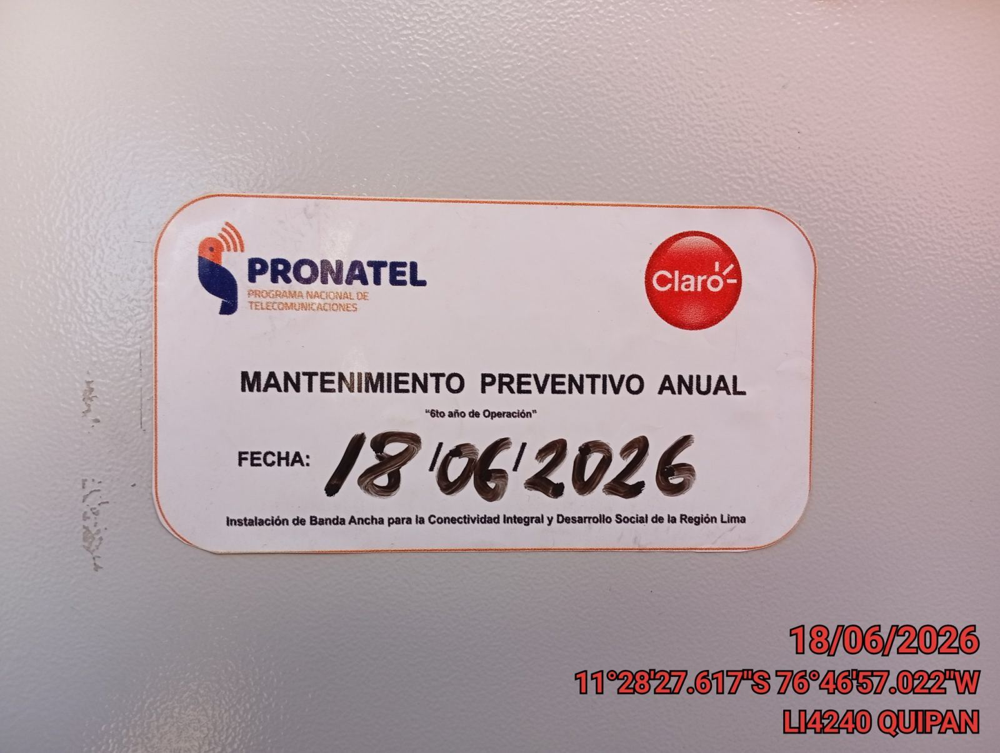 PRONATEL
PROGRAMA NACIONAL DE
TELECOMUNICACIONES
Claro
MANTENIMIENTO PREVENTIVO ANUAL
"6to año de Operación"
FECHA: 18/06/2026
Instalación de Banda Ancha para la Conectividad Integral y Desarrollo Social de la Región Lima
18/06/2026
11°28'27.617"S 76°46'57.022"W
LI4240 QUIPAN